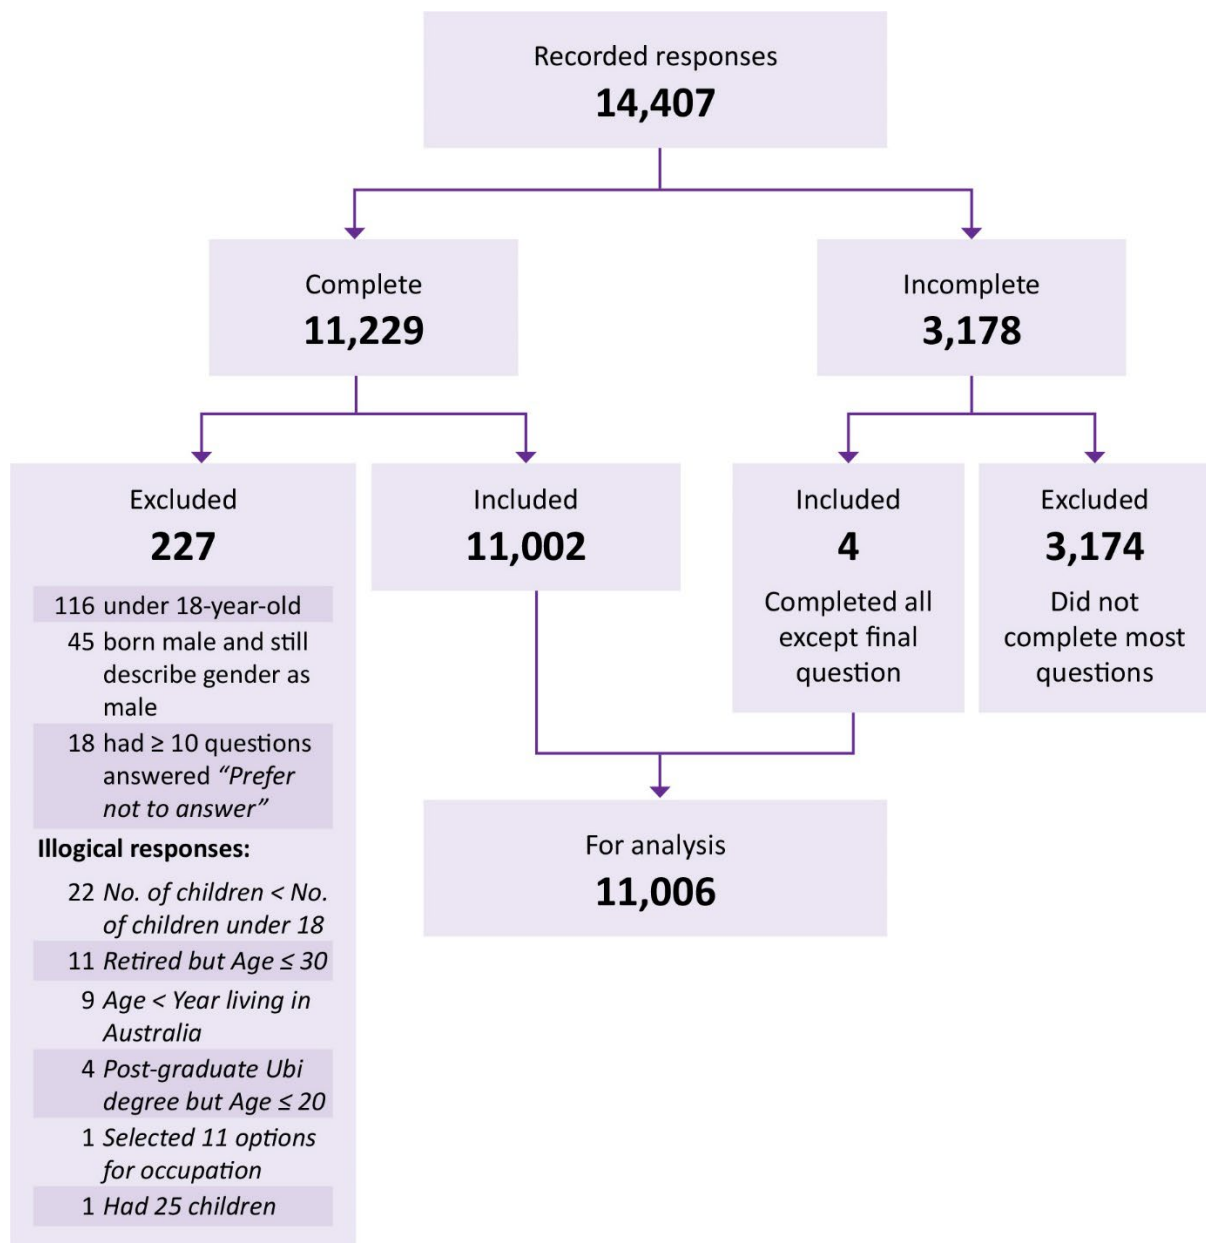 Recorded responses
14,407
Complete
11,229
Incomplete
3,178
Excluded
227
116 under 18-year-old
45 born male and still
describe gender as
male
18 had ≥ 10 questions
answered “Prefer
not to answer”
Illogical responses:
22 No. of children < No.
of children under 18
11 Retired but Age ≤ 30
9 Age < Year living in
Australia
4 Post-graduate Ubi
degree but Age ≤ 20
1 Selected 11 options
for occupation
1 Had 25 children
Included
11,002
Included
4
Completed all
except final
question
Excluded
3,174
Did not
complete most
questions
For analysis
11,006